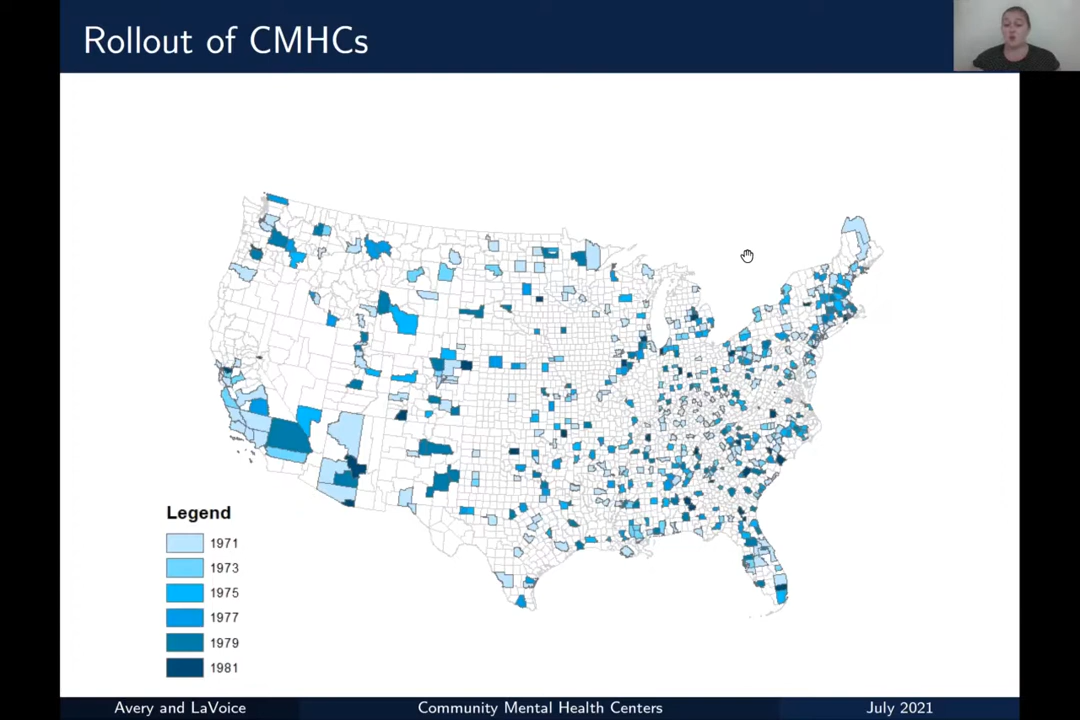 Rollout of CMHCs
Legend
1971
1973
1975
1977
1979
1981
Avery and LaVoice
Community Mental Health Centers
July 2021